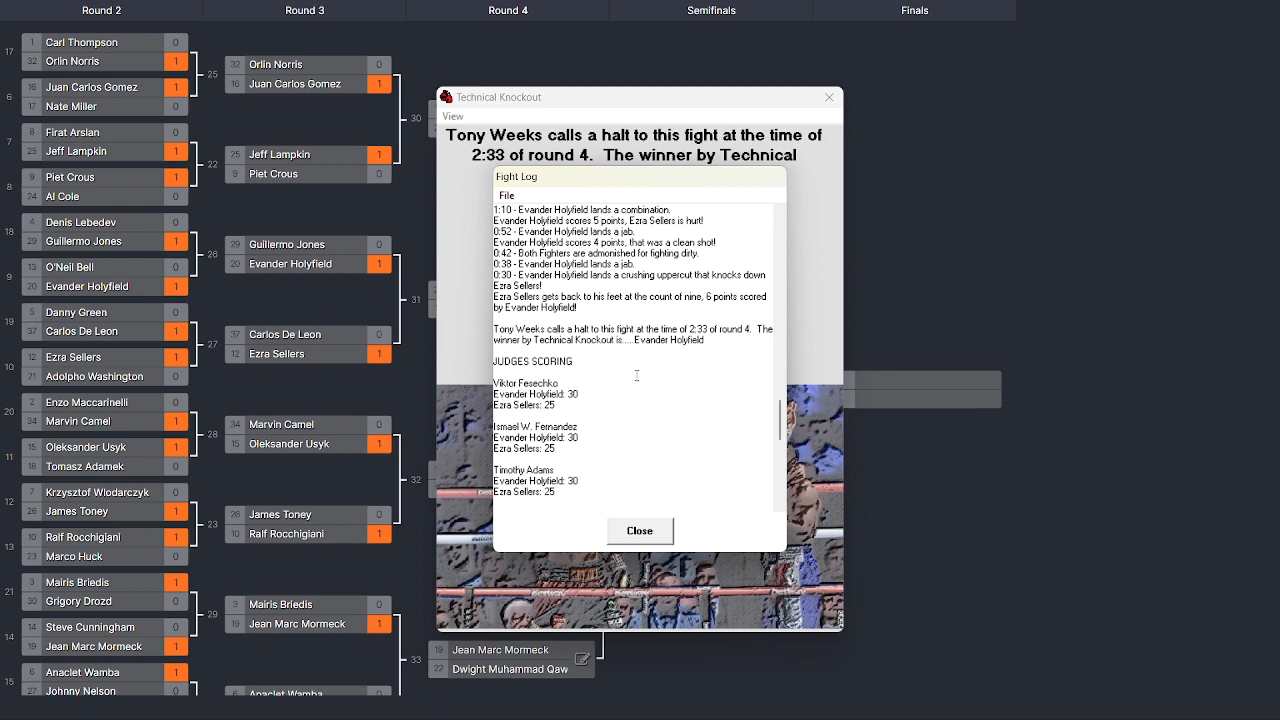 Round 2
Round 3
Round 4
Semifinals
Finals
17
1 Carl Thompson 0
32 Orlin Norris 1
6
16 Juan Carlos Gomez 1
17 Nate Miller 0
7
8 Firat Arslan 0
25 Jeff Lampkin 1
8
9 Piet Crous 1
24 Al Cole 0
18
4 Denis Lebedev 0
29 Guillermo Jones 1
9
13 O'Neil Bell 0
20 Evander Holyfield 1
19
5 Danny Green 0
37 Carlos De Leon 1
10
12 Ezra Sellers 1
21 Adolpho Washington 0
20
2 Enzo Maccarinelli 0
34 Marvin Camel 1
11
15 Oleksander Usyk 1
18 Tomasz Adamek 0
12
7 Krzysztof Wlodarczyk 0
26 James Toney 1
13
10 Ralf Rocchigiani 1
23 Marco Huck 0
21
3 Mairis Briedis 1
30 Grigory Drozd 0
14
14 Steve Cunningham 0
19 Jean Marc Mormeck 1
15
6 Anaclet Wamba 1
27 Johnny Nelson 0
25
32 Orlin Norris 0
16 Juan Carlos Gomez 1
22
25 Jeff Lampkin 1
9 Piet Crous 0
26
29 Guillermo Jones 0
20 Evander Holyfield 1
27
37 Carlos De Leon 0
12 Ezra Sellers 1
28
34 Marvin Camel 0
15 Oleksander Usyk 1
23
26 James Toney 0
10 Ralf Rocchigiani 1
29
3 Mairis Briedis 0
19 Jean Marc Mormeck 1
6 Anaclet Wamba 0
30
31
32
33
19 Jean Marc Mormeck
22 Dwight Muhammad Qaw
Technical Knockout
View
Tony Weeks calls a halt to this fight at the time of
2:33 of round 4. The winner by Technical
Fight Log
File
1:10 - Evander Holyfield lands a combination.
Evander Holyfield scores 5 points, Ezra Sellers is hurt!
0:52 - Evander Holyfield lands a jab.
Evander Holyfield scores 4 points, that was a clean shot!
0:42 - Both Fighters are admonished for fighting dirty.
0:38 - Evander Holyfield lands a jab.
0:30 - Evander Holyfield lands a crushing uppercut that knocks down
Ezra Sellers!
Ezra Sellers gets back to his feet at the count of nine, 6 points scored
by Evander Holyfield!
Tony Weeks calls a halt to this fight at the time of 2:33 of round 4. The
winner by Technical Knockout is.....Evander Holyfield
JUDGES SCORING
Viktor Fesechko
Evander Holyfield: 30
Ezra Sellers: 25
Ismael W. Fernandez
Evander Holyfield: 30
Ezra Sellers: 25
Timothy Adams
Evander Holyfield: 30
Ezra Sellers: 25
Close